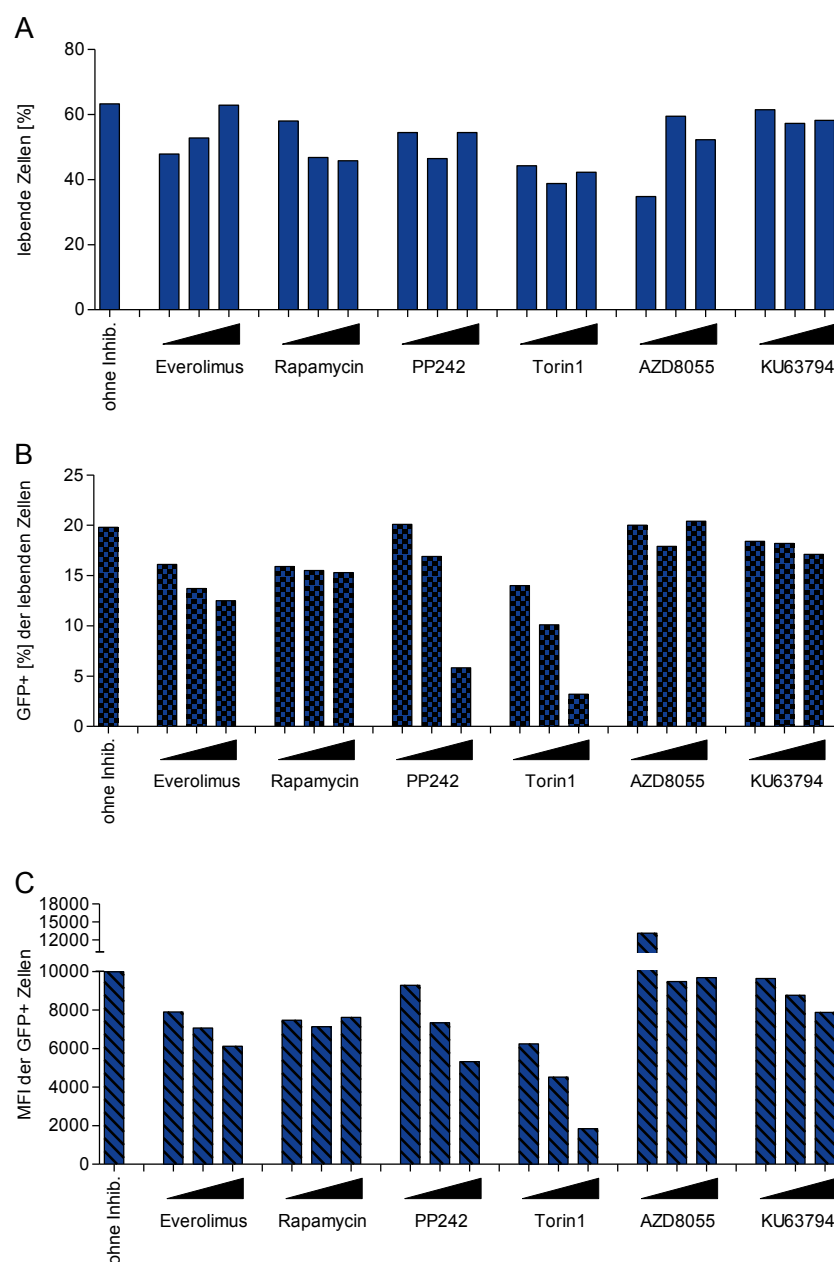 A
lebende Zellen [%]
80
60
40
20
0
ohne Inhib.
Everolimus Rapamycin PP242 Torin1 AZD8055 KU63794
B
GFP+ [%] der lebenden Zellen
25
20
15
10
5
0
ohne Inhib.
Everolimus Rapamycin PP242 Torin1 AZD8055 KU63794
C
MFI der GFP+ Zellen
18000
15000
12000
10000
8000
6000
4000
2000
0
ohne Inhib.
Everolimus Rapamycin PP242 Torin1 AZD8055 KU63794